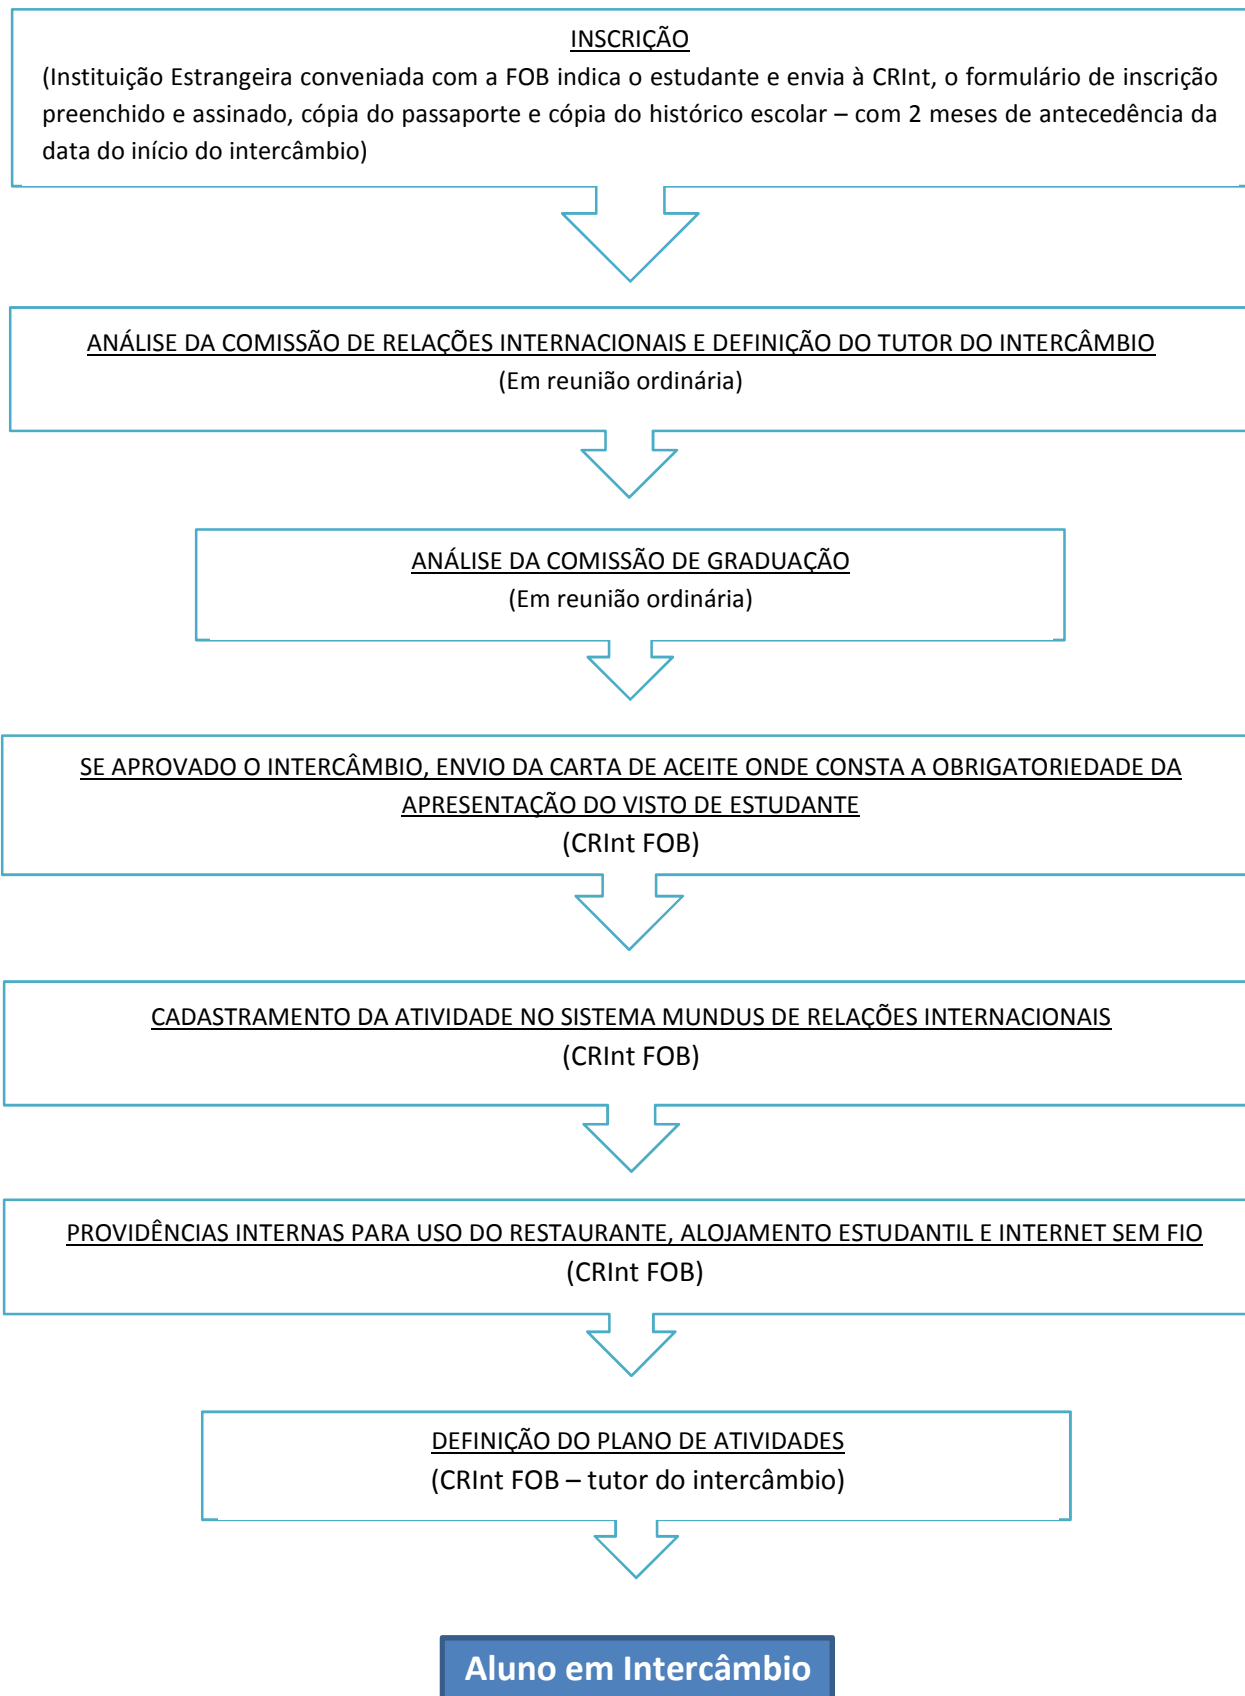 INSCRIÇÃO
(Instituição Estrangeira conveniada com a FOB indica o estudante e envia à CRInt, o formulário de inscrição
preenchido e assinado, cópia do passaporte e cópia do histórico escolar – com 2 meses de antecedência da
data do início do intercâmbio)
ANÁLISE DA COMISSÃO DE RELAÇÕES INTERNACIONAIS E DEFINIÇÃO DO TUTOR DO INTERCÂMBIO
(Em reunião ordinária)
ANÁLISE DA COMISSÃO DE GRADUAÇÃO
(Em reunião ordinária)
SE APROVADO O INTERCÂMBIO, ENVIO DA CARTA DE ACEITE ONDE CONSTA A OBRIGATORIEDADE DA
APRESENTAÇÃO DO VISTO DE ESTUDANTE
(CRInt FOB)
CADASTRAMENTO DA ATIVIDADE NO SISTEMA MUNDUS DE RELAÇÕES INTERNACIONAIS
(CRInt FOB)
PROVIDÊNCIAS INTERNAS PARA USO DO RESTAURANTE, ALOJAMENTO ESTUDANTIL E INTERNET SEM FIO
(CRInt FOB)
DEFINIÇÃO DO PLANO DE ATIVIDADES
(CRInt FOB – tutor do intercâmbio)
Aluno em Intercâmbio